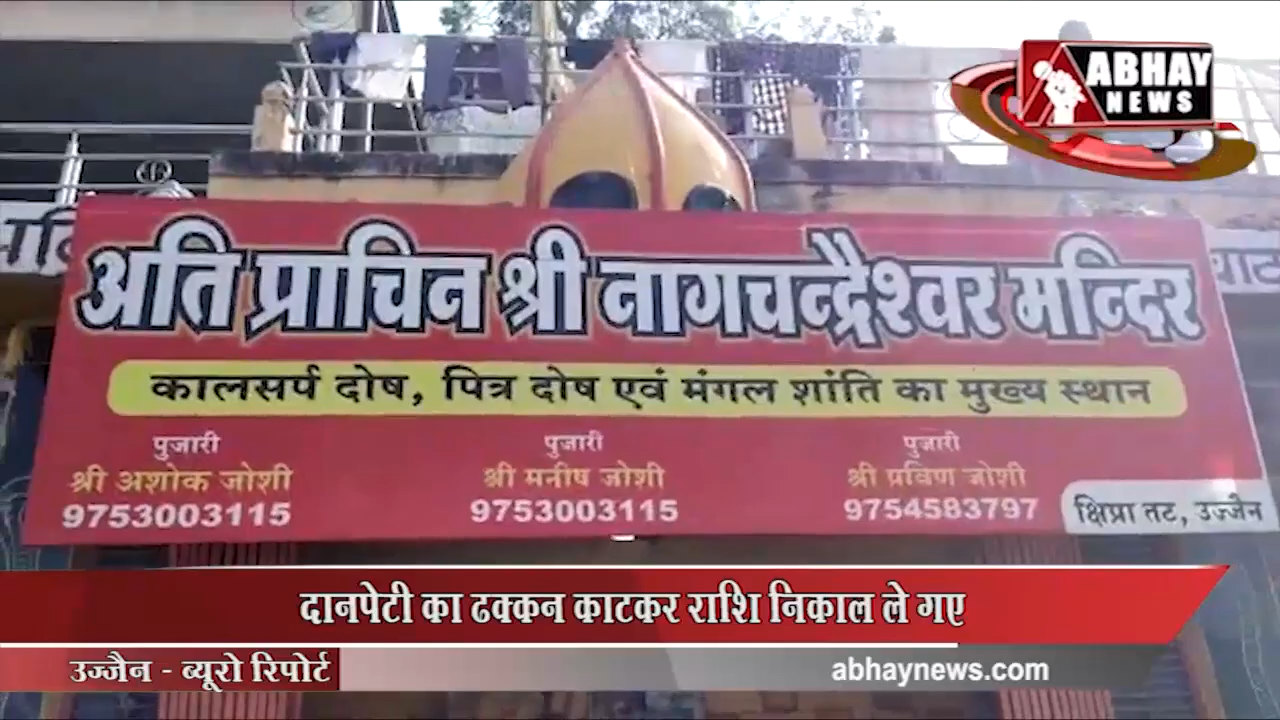 ABHAY
NEWS
अति प्राचिन श्री नागचन्द्रैश्वर मन्दिर
कालसर्प दोष, पित्र दोष एवं मंगल शांति का मुख्य स्थान
पुजारी पुजारी पुजारी
श्री अशोक जोशी श्री मनीष जोशी श्री प्रविण जोशी
9753003115 9753003115 9754583797
क्षिप्रा तट, उज्जैन
दानपेटी का ढक्कन काटकर राशि निकाल ले गए
उज्जैन - ब्यूरो रिपोर्ट
abhaynews.com